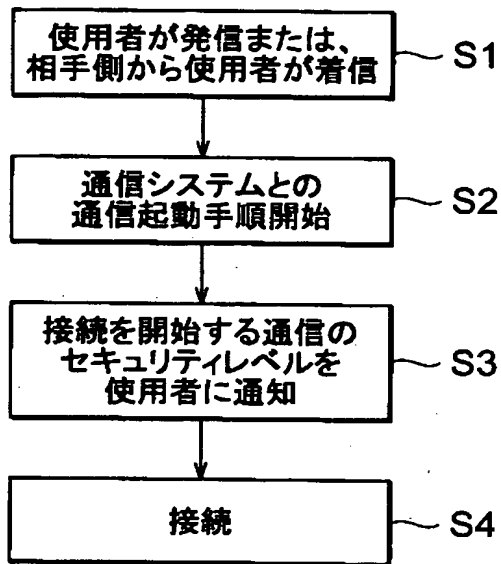 使用者が発信または、
相手側から使用者が着信
S1
通信システムとの
通信起動手順開始
S2
接続を開始する通信の
セキュリティレベルを
使用者に通知
S3
接続
S4